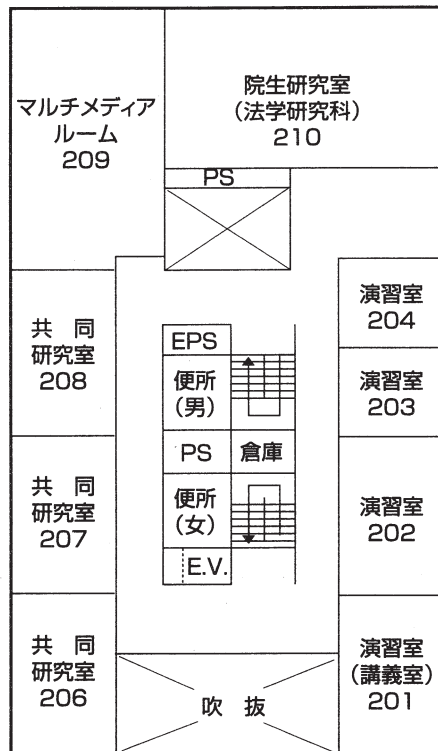 マルチメディア
ルーム
209
院生研究室
(法学研究科)
210
PS
共 同
研究室
208
EPS
便所
(男)
PS
倉庫
便所
(女)
E.V.
演習室
204
演習室
203
共 同
研究室
207
演習室
202
共 同
研究室
206
吹 抜
演習室
(講義室)
201